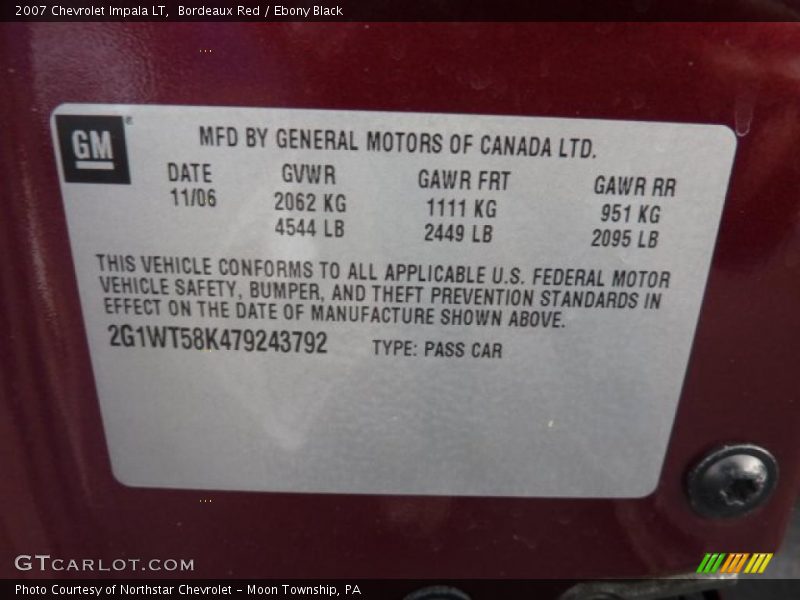 2007 Chevrolet Impala LT,  Bordeaux Red / Ebony Black
GM
MFD BY GENERAL MOTORS OF CANADA LTD.
DATE GVWR GAWR FRT GAWR RR
11/06 2062 KG 1111 KG 951 KG
4544 LB 2449 LB 2095 LB
THIS VEHICLE CONFORMS TO ALL APPLICABLE U.S. FEDERAL MOTOR
VEHICLE SAFETY, BUMPER, AND THEFT PREVENTION STANDARDS IN
EFFECT ON THE DATE OF MANUFACTURE SHOWN ABOVE.
2G1WT58K479243792 TYPE: PASS CAR
GTCARLOT.COM
Photo Courtesy of Northstar Chevrolet - Moon Township, PA